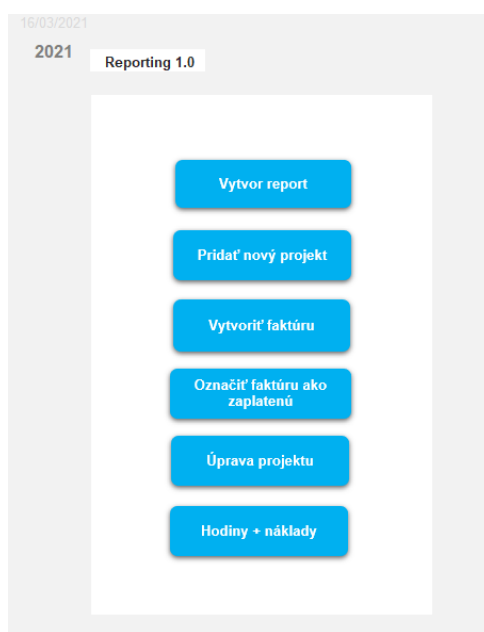 16/03/2021
2021
Reporting 1.0
Vytvor report
Pridať nový projekt
Vytvoriť faktúru
Označiť faktúru ako
zaplatenú
Úprava projektu
Hodiny + náklady